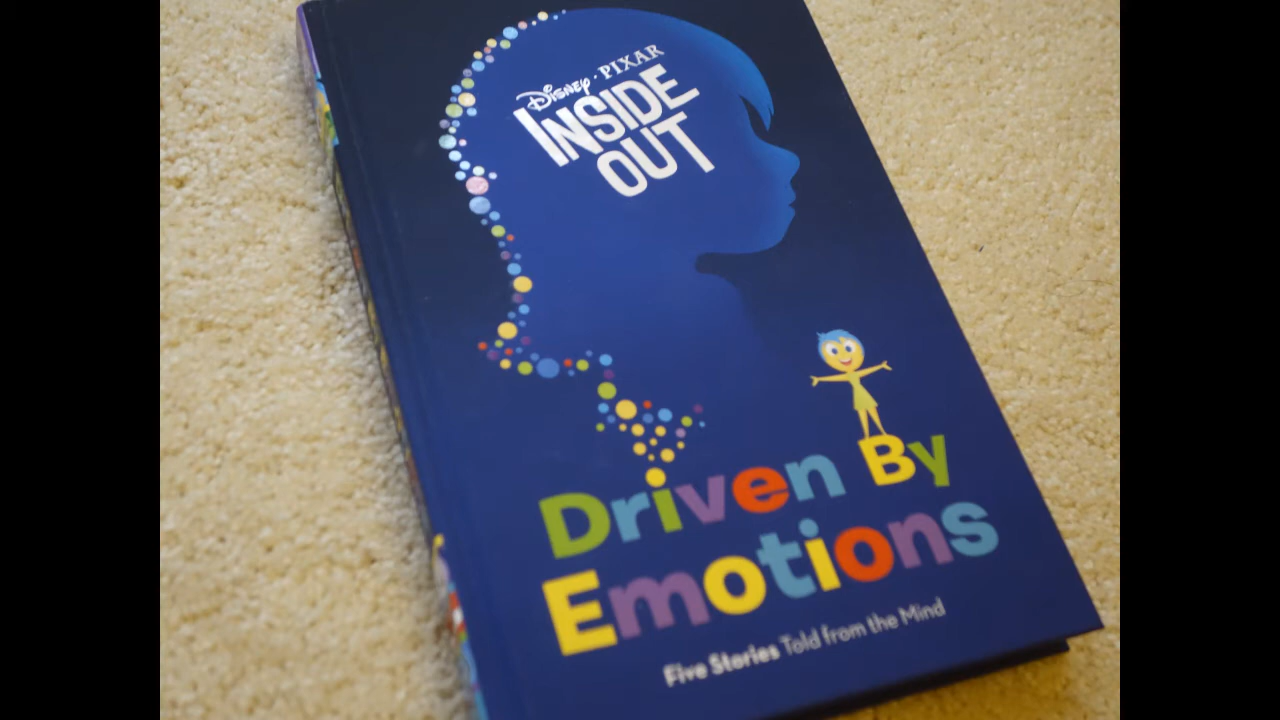 Disney · PIXAR
INSIDE
OUT
Driven By
Emotions
Five Stories Told from the Mind